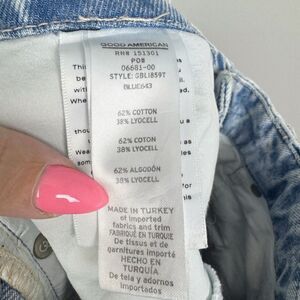 GOOD AMERICAN
RN# 151301
PO#
06681-00
STYLE: GBLI859T
BLUE643
62% COTTON
38% LYOCELL
62% COTON
38% LYOCELL
62% ALGODÓN
38% LYOCELL
MADE IN TURKEY
of imported
fabrics and trim
FABRIQUÉ EN TURQUIE
De tissus et de
garnitures importés
HECHO EN
TURQUÍA
De tela y adornos
importados